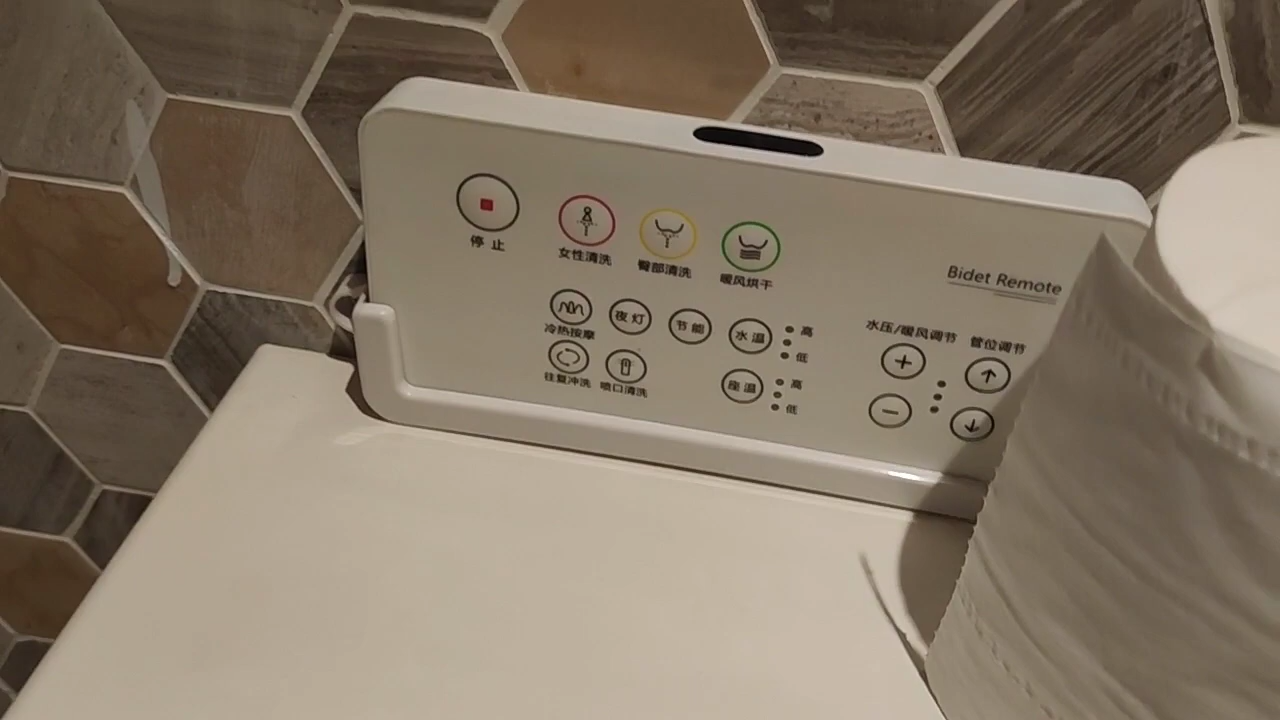 停止
女性清洗
臀部清洗
暖风烘干
Bidet Remote
冷热按摩
夜灯
节能
水温
高
低
水压/暖风调节
管位调节
往复冲洗
喷口清洗
座温
高
低